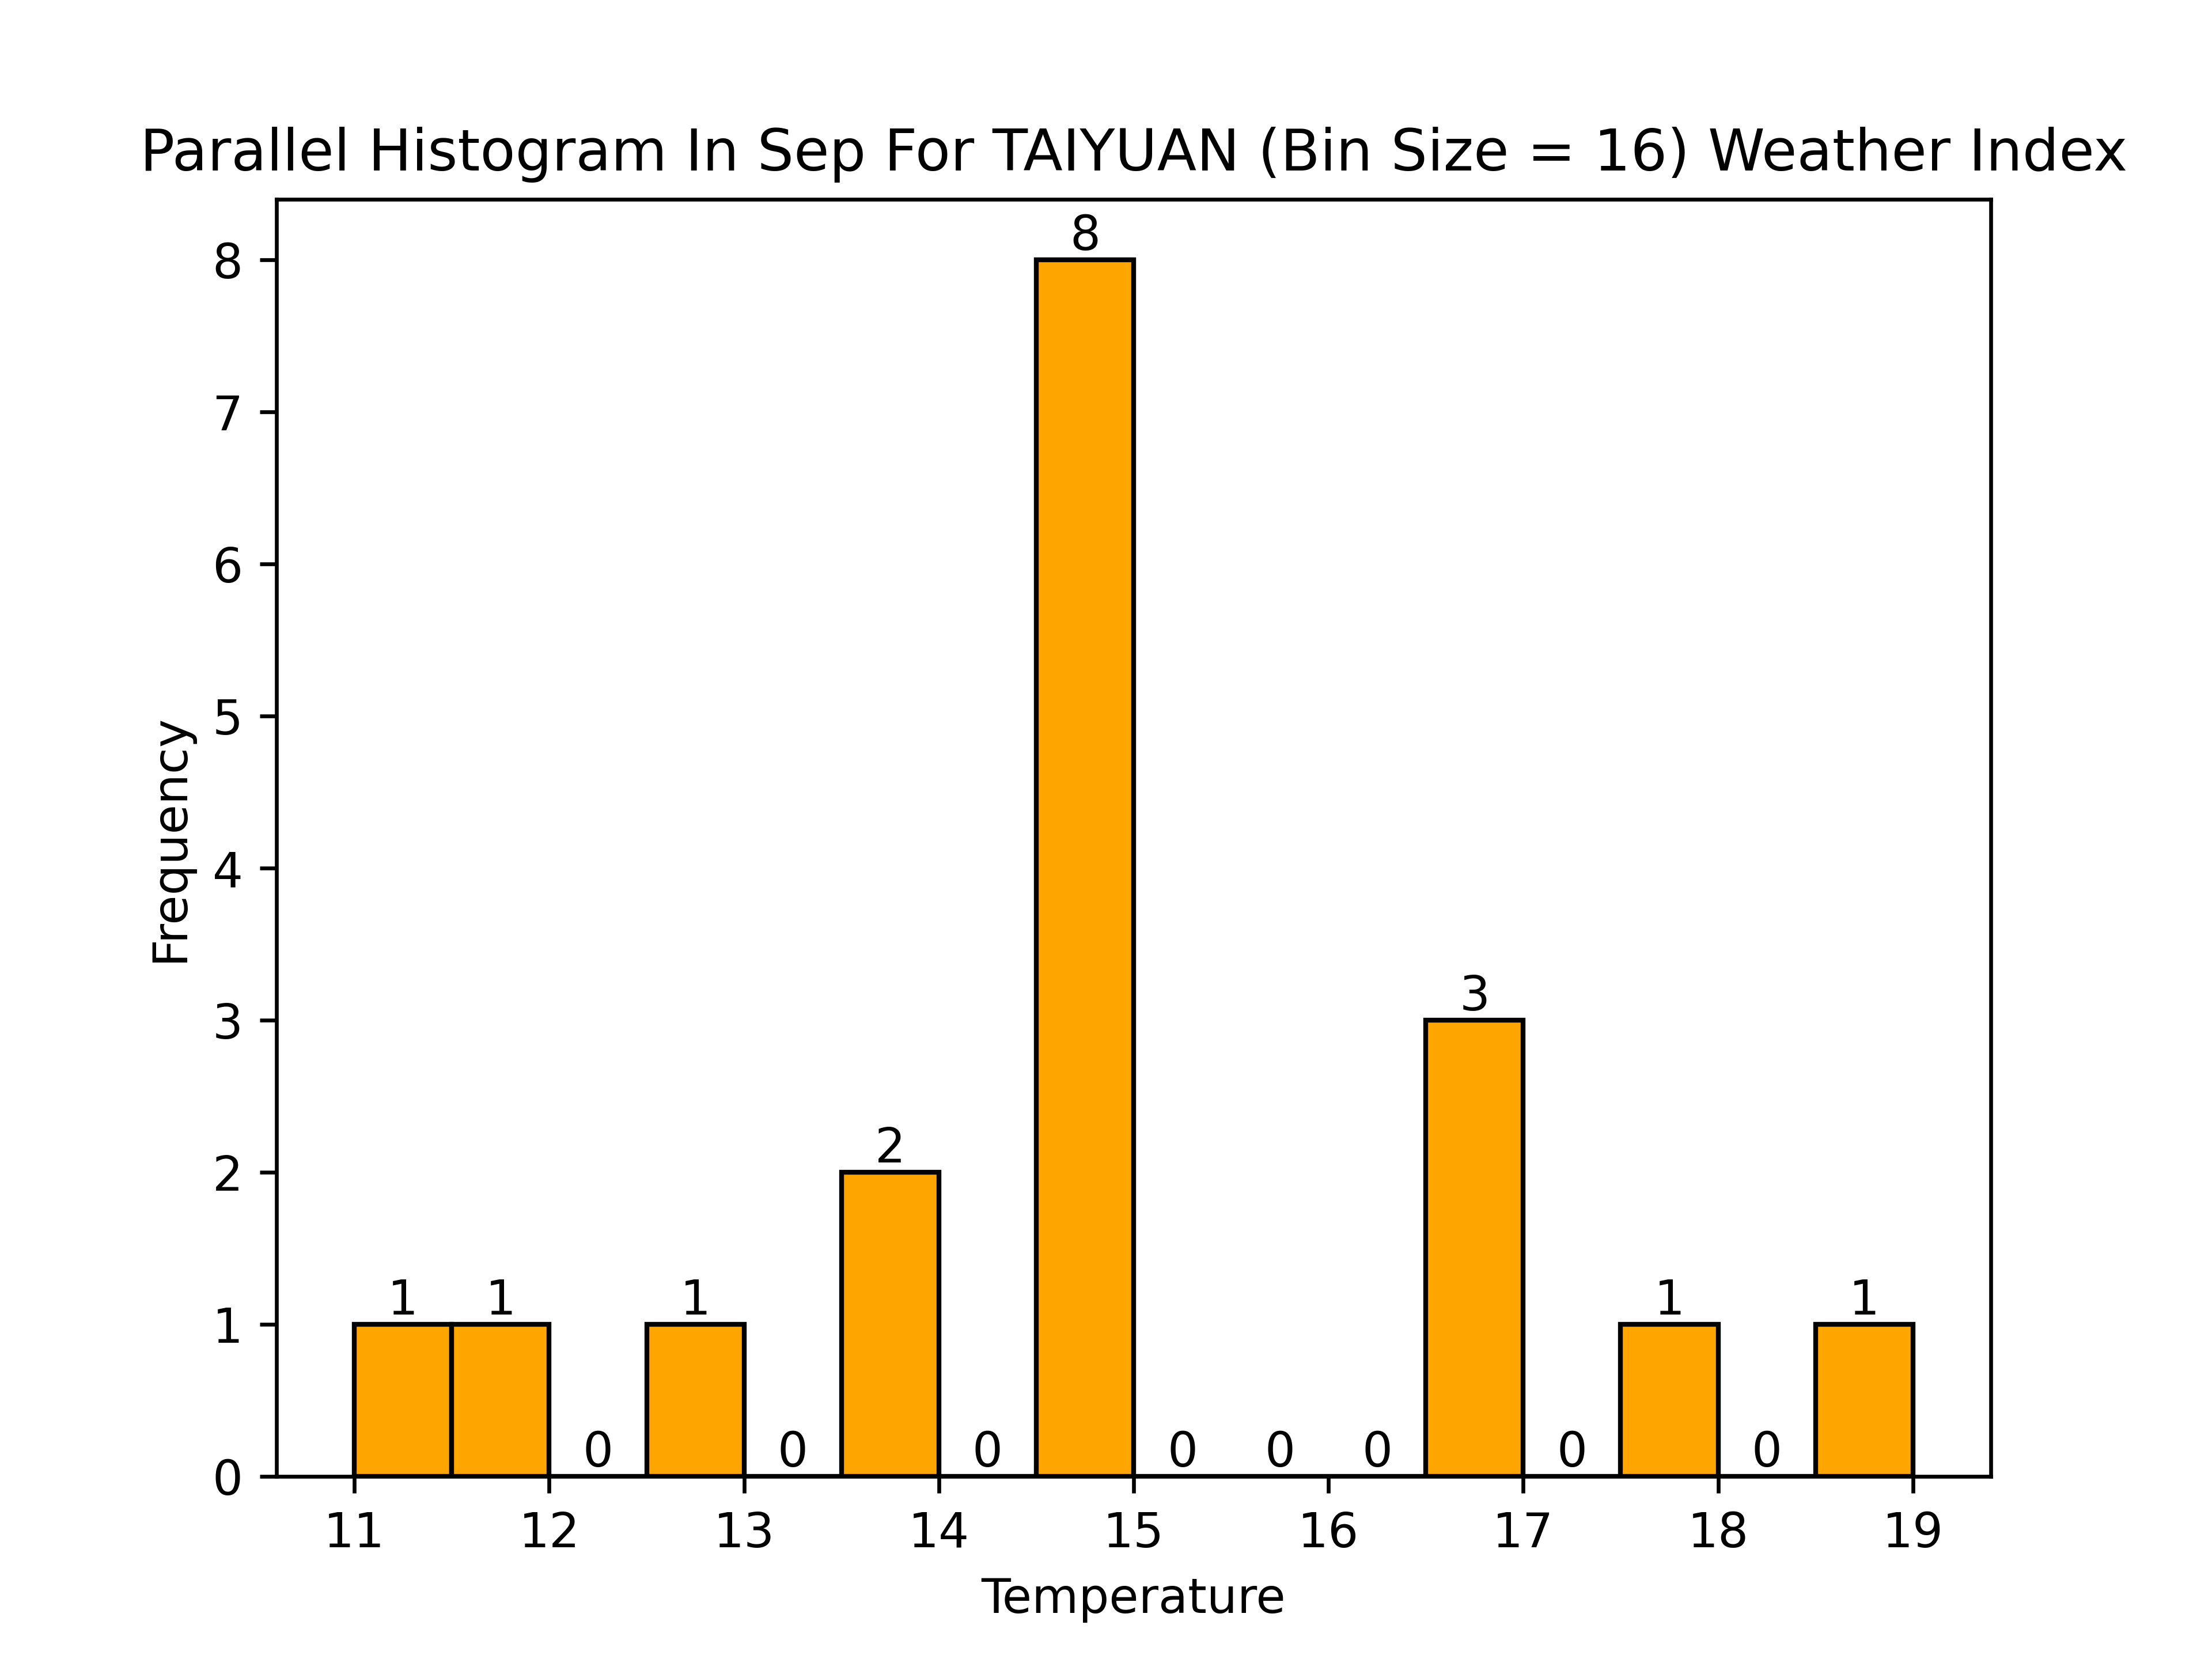 Parallel Histogram In Sep For TAIYUAN (Bin Size = 16) Weather Index
8
8
7
6
5
4
3
3
2
2
1
1 1 1 1 1
0
0 0 0 0 0 0 0 0
11 12 13 14 15 16 17 18 19
Frequency
Temperature